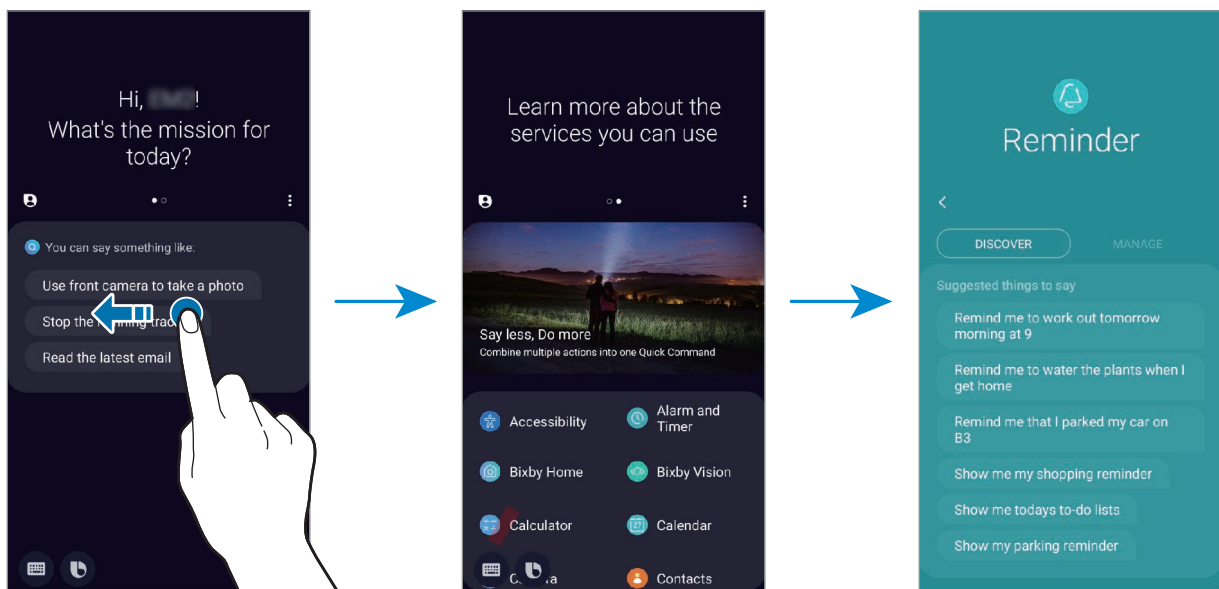 Hi, !
What's the mission for
today?
You can say something like:
Use front camera to take a photo
Stop the running trac
Read the latest email
Learn more about the
services you can use
Say less, Do more
Combine multiple actions into one Quick Command
Accessibility
Alarm and
Timer
Bixby Home
Bixby Vision
Calculator
Calendar
Contacts
Reminder
DISCOVER
MANAGE
Suggested things to say
Remind me to work out tomorrow
morning at 9
Remind me to water the plants when I
get home
Remind me that I parked my car on
B3
Show me my shopping reminder
Show me todays to-do lists
Show my parking reminder